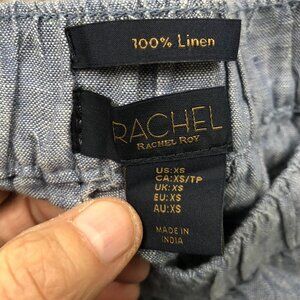 100% Linen
RACHEL
RACHEL ROY
US: XS
CA: XS/TP
UK: XS
EU: XS
AU: XS
MADE IN
INDIA